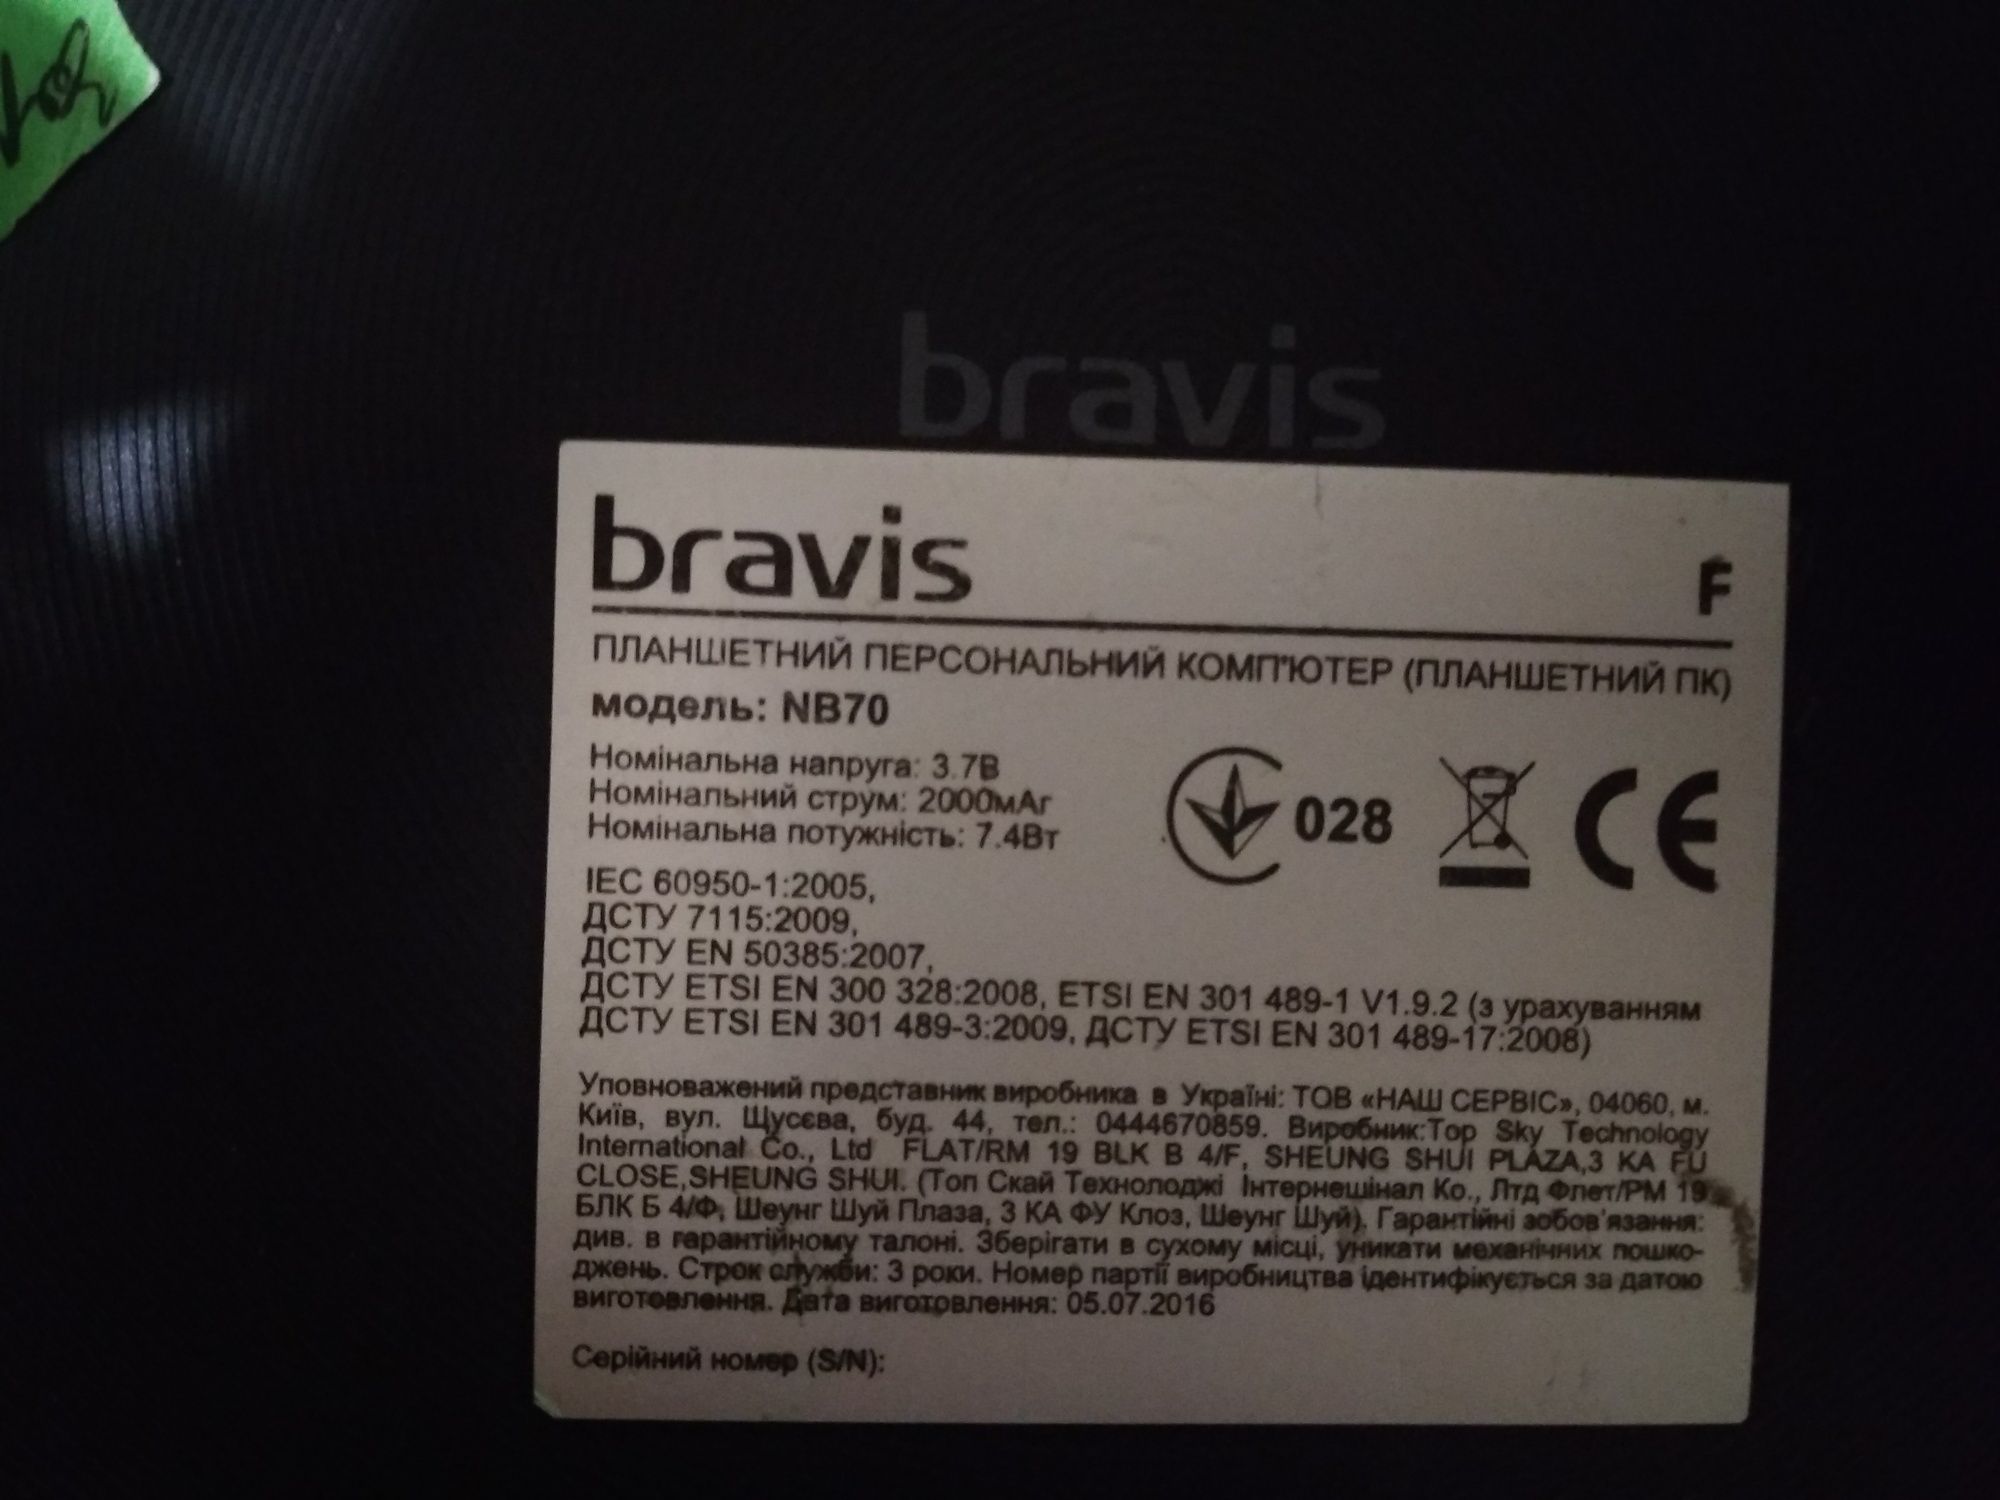 bravis
bravis
F
ПЛАНШЕТНИЙ ПЕРСОНАЛЬНИЙ КОМП'ЮТЕР (ПЛАНШЕТНИЙ ПК)
модель: NB70
Номінальна напруга: 3.7В
Номінальний струм: 2000мАг
Номінальна потужність: 7.4Вт
028
CE
IEC 60950-1:2005,
ДСТУ 7115:2009,
ДСТУ EN 50385:2007,
ДСТУ ETSI EN 300 328:2008, ETSI EN 301 489-1 V1.9.2 (з урахуванням
ДСТУ ETSI EN 301 489-3:2009, ДСТУ ETSI EN 301 489-17:2008)
Уповноважений представник виробника в Україні: ТОВ «НАШ СЕРВІС», 04060, м.
Київ, вул. Щусєва, буд. 44, тел.: 0444670859. Виробник:Top Sky Technology
International Co., Ltd FLAT/RM 19 BLK B 4/F, SHEUNG SHUI PLAZA,3 KA FU
CLOSE,SHEUNG SHUI. (Топ Скай Технолоджі Інтернешінал Ко., Лтд Флет/РМ 19
БЛК Б 4/Ф, Шеунг Шуй Плаза, 3 КА ФУ Клоз, Шеунг Шуй). Гарантійні зобов'язання:
див. в гарантійному талоні. Зберігати в сухому місці, уникати механічних пошко-
джень. Строк служби: 3 роки. Номер партії виробництва ідентифікується за датою
виготовлення. Дата виготовлення: 05.07.2016
Серійний номер (S/N):